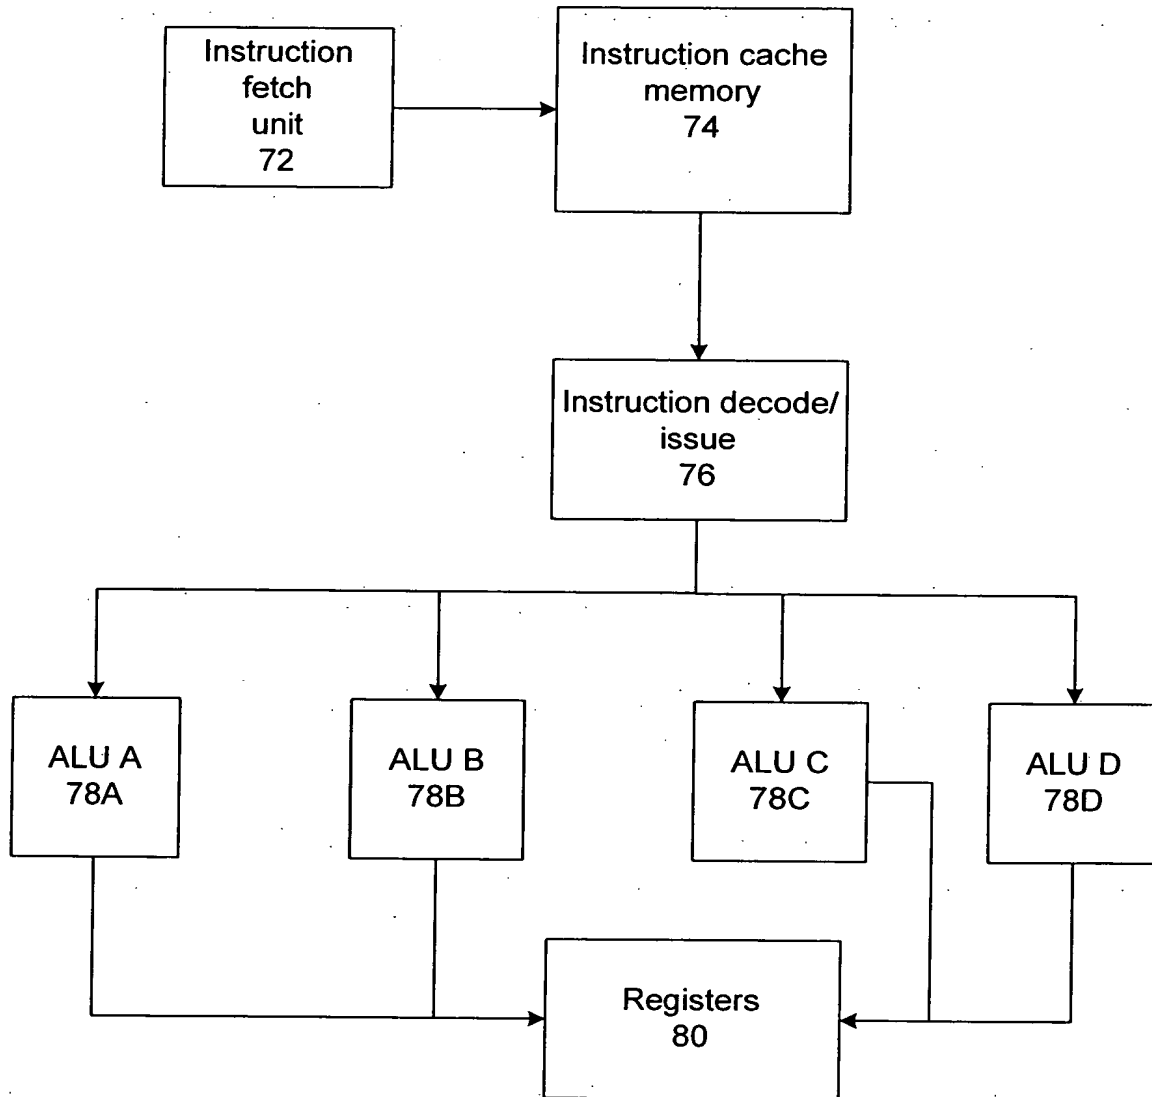 Instruction
fetch
unit
72
Instruction cache
memory
74
Instruction decode/
issue
76
ALU A
78A
ALU B
78B
ALU C
78C
ALU D
78D
Registers
80